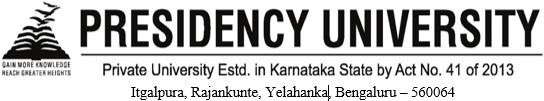 PRESIDENCY UNIVERSITY
GAIN MORE KNOWLEDGE
REACH GREATER HEIGHTS
Private University Estd. in Karnataka State by Act No. 41 of 2013
Itgalpura, Rajankunte, Yelahanka, Bengaluru – 560064